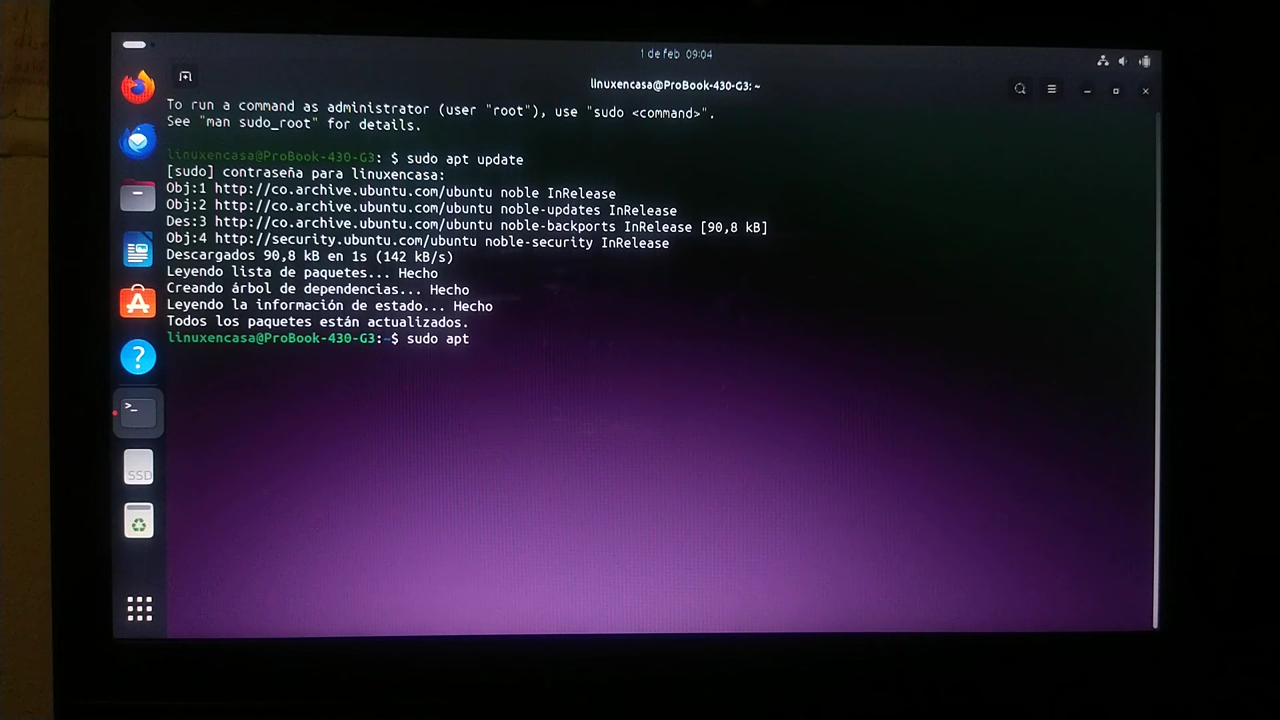 1 de feb 09:04
linuxencasa@ProBook-430-G3: ~
To run a command as administrator (user "root"), use "sudo <command>".
See "man sudo_root" for details.
linuxencasa@ProBook-430-G3: $ sudo apt update
[sudo] contraseña para linuxencasa:
Obj:1 http://co.archive.ubuntu.com/ubuntu noble InRelease
Obj:2 http://co.archive.ubuntu.com/ubuntu noble-updates InRelease
Des:3 http://co.archive.ubuntu.com/ubuntu noble-backports InRelease [90,8 kB]
Obj:4 http://security.ubuntu.com/ubuntu noble-security InRelease
Descargados 90,8 kB en 1s (142 kB/s)
Leyendo lista de paquetes... Hecho
Creando árbol de dependencias... Hecho
Leyendo la información de estado... Hecho
Todos los paquetes están actualizados.
linuxencasa@ProBook-430-G3:~$ sudo apt
SSD